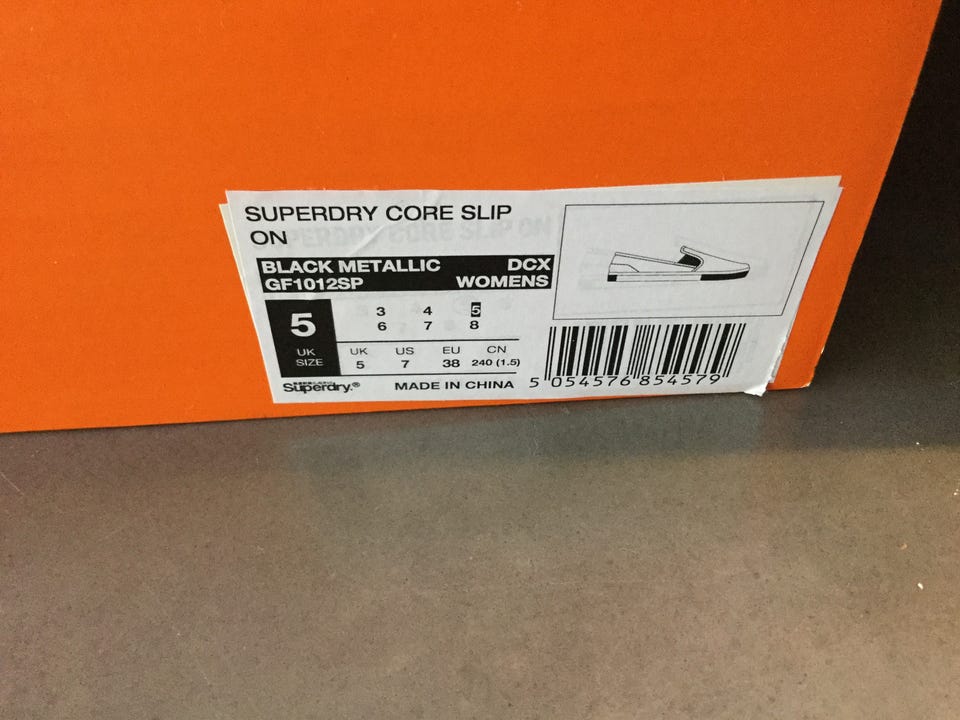 SUPERDRY CORE SLIP
ON
BLACK METALLIC DCX
GF1012SP WOMENS
5
UK
SIZE
3 4 5
6 7 8
UK US EU CN
5 7 38 240 (1.5)
Superdry.®
MADE IN CHINA
5 054576 854579